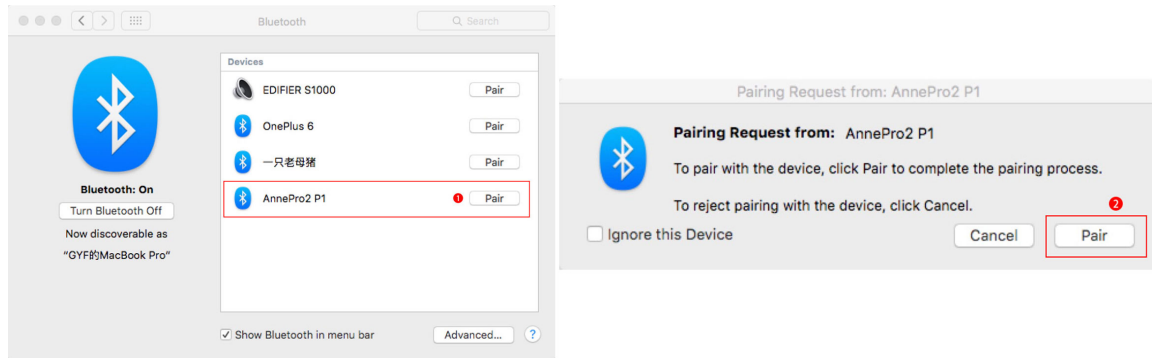 Bluetooth
Search
Devices
EDIFIER S1000
Pair
OnePlus 6
Pair
一只老母猪
Pair
AnnePro2 P1
1
Pair
Bluetooth: On
Turn Bluetooth Off
Now discoverable as
“GYF的MacBook Pro”
Show Bluetooth in menu bar
Advanced...
?
Pairing Request from: AnnePro2 P1
Pairing Request from: AnnePro2 P1
To pair with the device, click Pair to complete the pairing process.
To reject pairing with the device, click Cancel.
2
Ignore this Device
Cancel
Pair